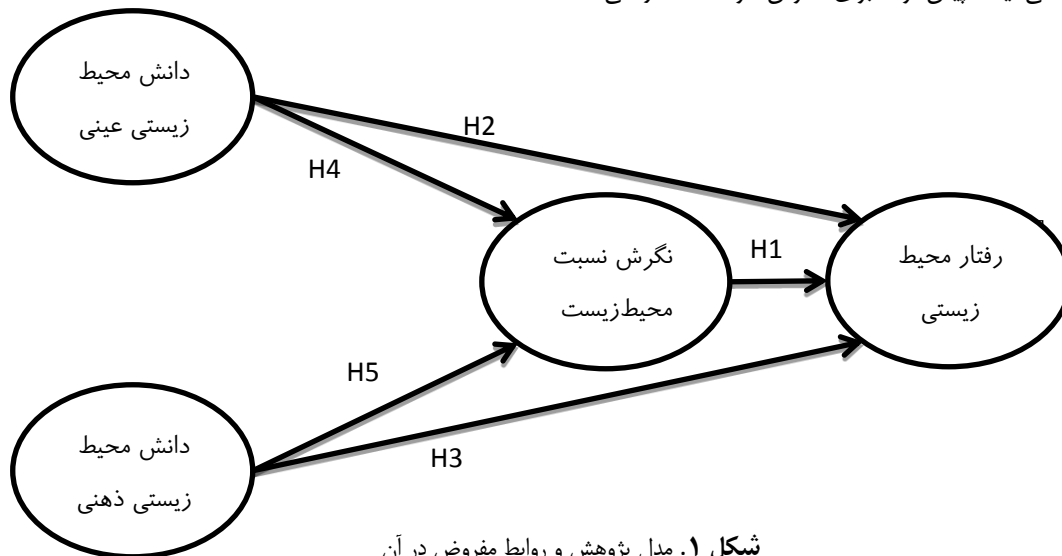 دانش محیط
زیستی عینی
H2
H4
نگرش نسبت
محیط‌زیست
H1
رفتار محیط
زیستی
H5
H3
دانش محیط
زیستی ذهنی
شکل ۱. مدل پژوهش و روابط مفروض در آن